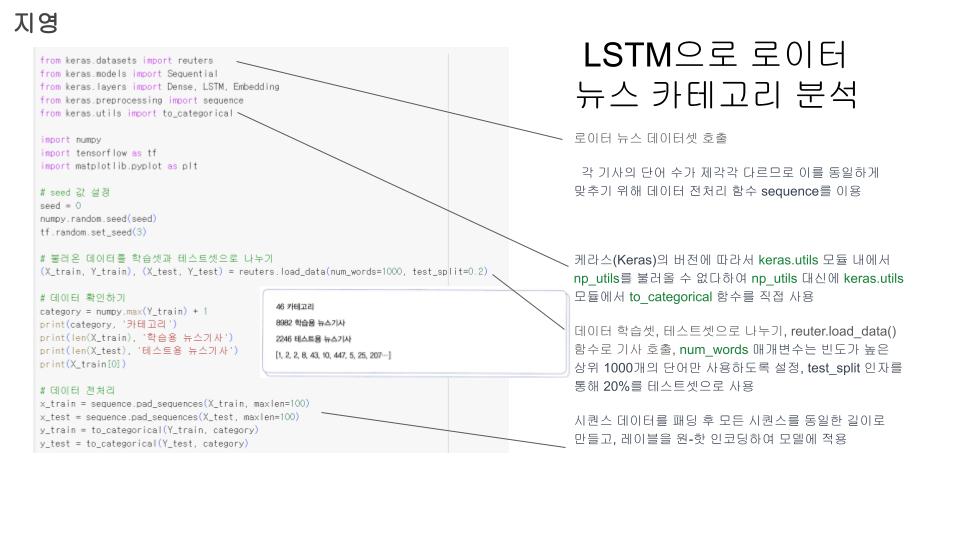 지영
LSTM으로 로이터
뉴스 카테고리 분석
from keras.datasets import reuters
from keras.models import Sequential
from keras.layers import Dense, LSTM, Embedding
from keras.preprocessing import sequence
from keras.utils import to_categorical
import numpy
import tensorflow as tf
import matplotlib.pyplot as plt
# seed 값 설정
seed = 0
numpy.random.seed(seed)
tf.random.set_seed(3)
# 불러온 데이터를 학습셋과 테스트셋으로 나누기
(X_train, Y_train), (X_test, Y_test) = reuters.load_data(num_words=1000, test_split=0.2)
# 데이터 확인하기
category = numpy.max(Y_train) + 1
print(category, '카테고리')
print(len(X_train), '학습용 뉴스기사')
print(len(X_test), '테스트용 뉴스기사')
print(X_train[0])
# 데이터 전처리
x_train = sequence.pad_sequences(X_train, maxlen=100)
x_test = sequence.pad_sequences(X_test, maxlen=100)
y_train = to_categorical(Y_train, category)
y_test = to_categorical(Y_test, category)
46 카테고리
8982 학습용 뉴스기사
2246 테스트용 뉴스기사
[1, 2, 2, 8, 43, 10, 447, 5, 25, 207…]
로이터 뉴스 데이터셋 호출
각 기사의 단어 수가 제각각 다르므로 이를 동일하게
맞추기 위해 데이터 전처리 함수 sequence를 이용
케라스(Keras)의 버전에 따라서 keras.utils 모듈 내에서
np_utils를 불러올 수 없다하여 np_utils 대신에 keras.utils
모듈에서 to_categorical 함수를 직접 사용
데이터 학습셋, 테스트셋으로 나누기, reuter.load_data()
함수로 기사 호출, num_words 매개변수는 빈도가 높은
상위 1000개의 단어만 사용하도록 설정, test_split 인자를
통해 20%를 테스트셋으로 사용
시퀀스 데이터를 패딩 후 모든 시퀀스를 동일한 길이로
만들고, 레이블을 원-핫 인코딩하여 모델에 적용